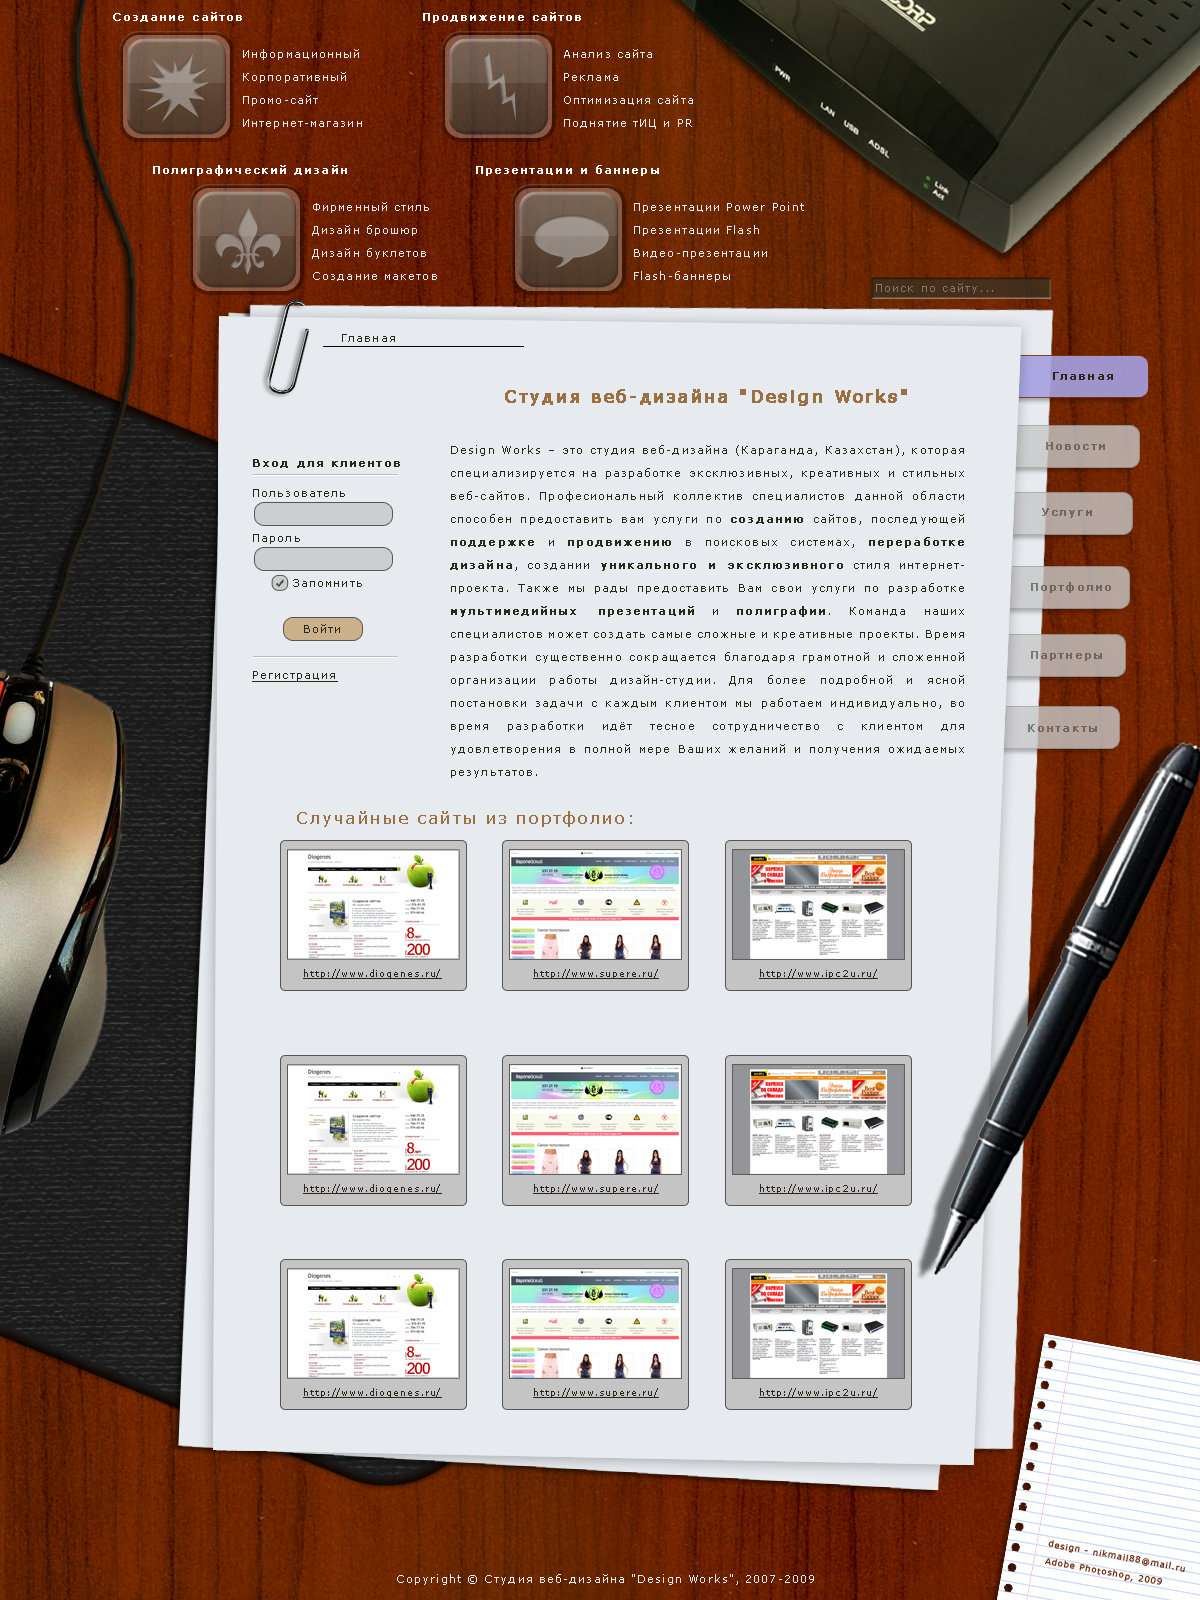 Создание сайтов
Информационный
Корпоративный
Промо-сайт
Интернет-магазин
Продвижение сайтов
Анализ сайта
Реклама
Оптимизация сайта
Поднятие тИЦ и PR
PWR
LAN
USB
ADSL
Link
Act
Полиграфический дизайн
Фирменный стиль
Дизайн брошюр
Дизайн буклетов
Создание макетов
Презентации и баннеры
Презентации Power Point
Презентации Flash
Видео-презентации
Flash-баннеры
Поиск по сайту...
Главная
Студия веб-дизайна "Design Works"
Вход для клиентов
Пользователь
Пароль
Запомнить
Войти
Регистрация
Design Works – это студия веб-дизайна (Караганда, Казахстан), которая
специализируется на разработке эксклюзивных, креативных и стильных
веб-сайтов. Професиональный коллектив специалистов данной области
способен предоставить вам услуги по созданию сайтов, последующей
поддержке и продвижению в поисковых системах, переработке
дизайна, создании уникального и эксклюзивного стиля интернет-
проекта. Также мы рады предоставить Вам свои услуги по разработке
мультимедийных презентаций и полиграфии. Команда наших
специалистов может создать самые сложные и креативные проекты. Время
разработки существенно сокращается благодаря грамотной и сложенной
организации работы дизайн-студии. Для более подробной и ясной
постановки задачи с каждым клиентом мы работаем индивидуально, во
время разработки идёт тесное сотрудничество с клиентом для
удовлетворения в полной мере Ваших желаний и получения ожидаемых
результатов.
Главная
Новости
Услуги
Портфолио
Партнеры
Контакты
Случайные сайты из портфолио:
Diogenes
8
200
http://www.diogenes.ru/
http://www.supere.ru/
http://www.ipc2u.ru/
Diogenes
8
200
http://www.diogenes.ru/
http://www.supere.ru/
http://www.ipc2u.ru/
Diogenes
8
200
http://www.diogenes.ru/
http://www.supere.ru/
http://www.ipc2u.ru/
design - nikmail88@mail.ru
Adobe Photoshop, 2009
Copyright © Студия веб-дизайна "Design Works", 2007-2009